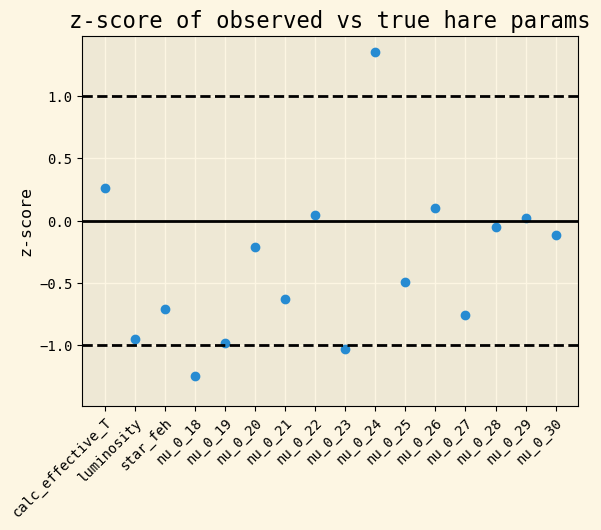 z-score of observed vs true hare params
z-score
1.0
0.5
0.0
−0.5
−1.0
calc_effective_T
luminosity
star_feh
nu_0_18
nu_0_19
nu_0_20
nu_0_21
nu_0_22
nu_0_23
nu_0_24
nu_0_25
nu_0_26
nu_0_27
nu_0_28
nu_0_29
nu_0_30